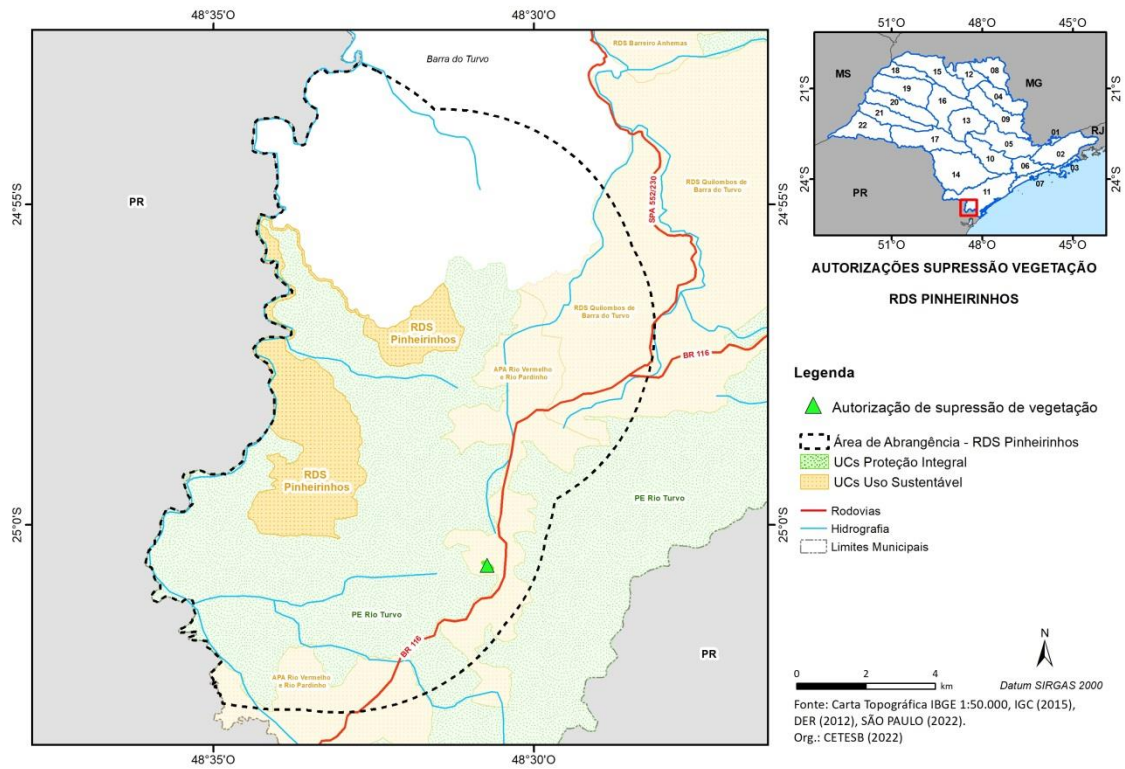 48°35'O
48°30'O
24°55'S
25°0'S
24°55'S
25°0'S
48°35'O
48°30'O
Barra do Turvo
RDS Barreiro Anhemas
PR
SPA 552/230
RDS Quilombos de
Barra do Turvo
RDS Quilombos de
Barra do Turvo
RDS
Pinheirinhos
APA Rio Vermelho
e Rio Pardinho
BR 116
RDS
Pinheirinhos
PE Rio Turvo
PE Rio Turvo
BR 116
PR
APA Rio Vermelho
e Rio Pardinho
51°O
48°O
45°O
21°S
24°S
21°S
24°S
51°O
48°O
45°O
MS
MG
RJ
PR
18
15
12
08
19
16
04
20
21
13
09
22
17
05
01
10
06
02
03
14
11
07
AUTORIZAÇÕES SUPRESSÃO VEGETAÇÃO
RDS PINHEIRINHOS
Legenda
Autorização de supressão de vegetação
Área de Abrangência - RDS Pinheirinhos
UCs Proteção Integral
UCs Uso Sustentável
Rodovias
Hidrografia
Limites Municipais
N
0 2 4
km
Datum SIRGAS 2000
Fonte: Carta Topográfica IBGE 1:50.000, IGC (2015),
DER (2012), SÃO PAULO (2022).
Org.: CETESB (2022)